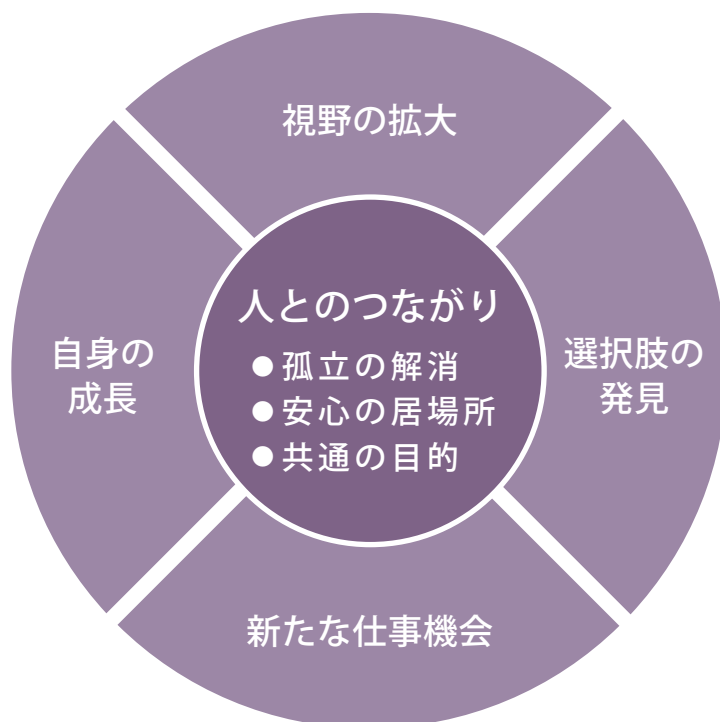 視野の拡大
人とのつながり
●孤立の解消
●安心の居場所
●共通の目的
自身の
成長
選択肢の
発見
新たな仕事機会